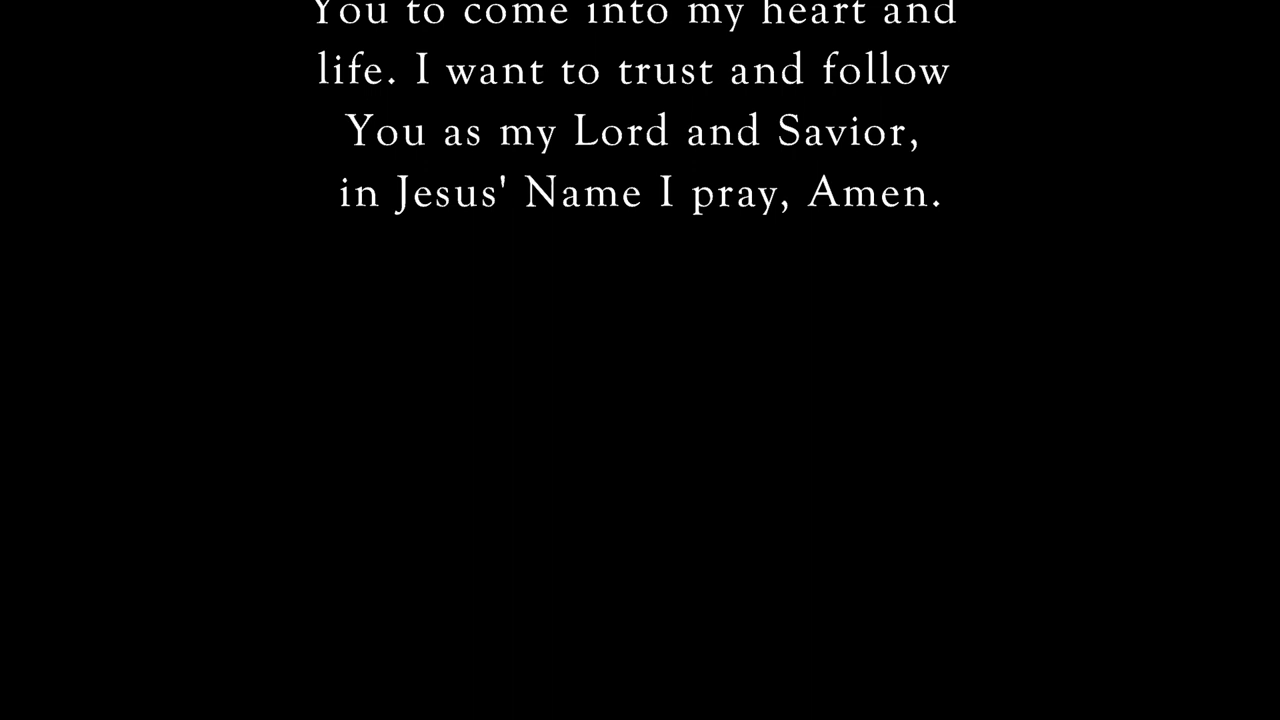 You to come into my heart and
life. I want to trust and follow
You as my Lord and Savior,
in Jesus' Name I pray, Amen.